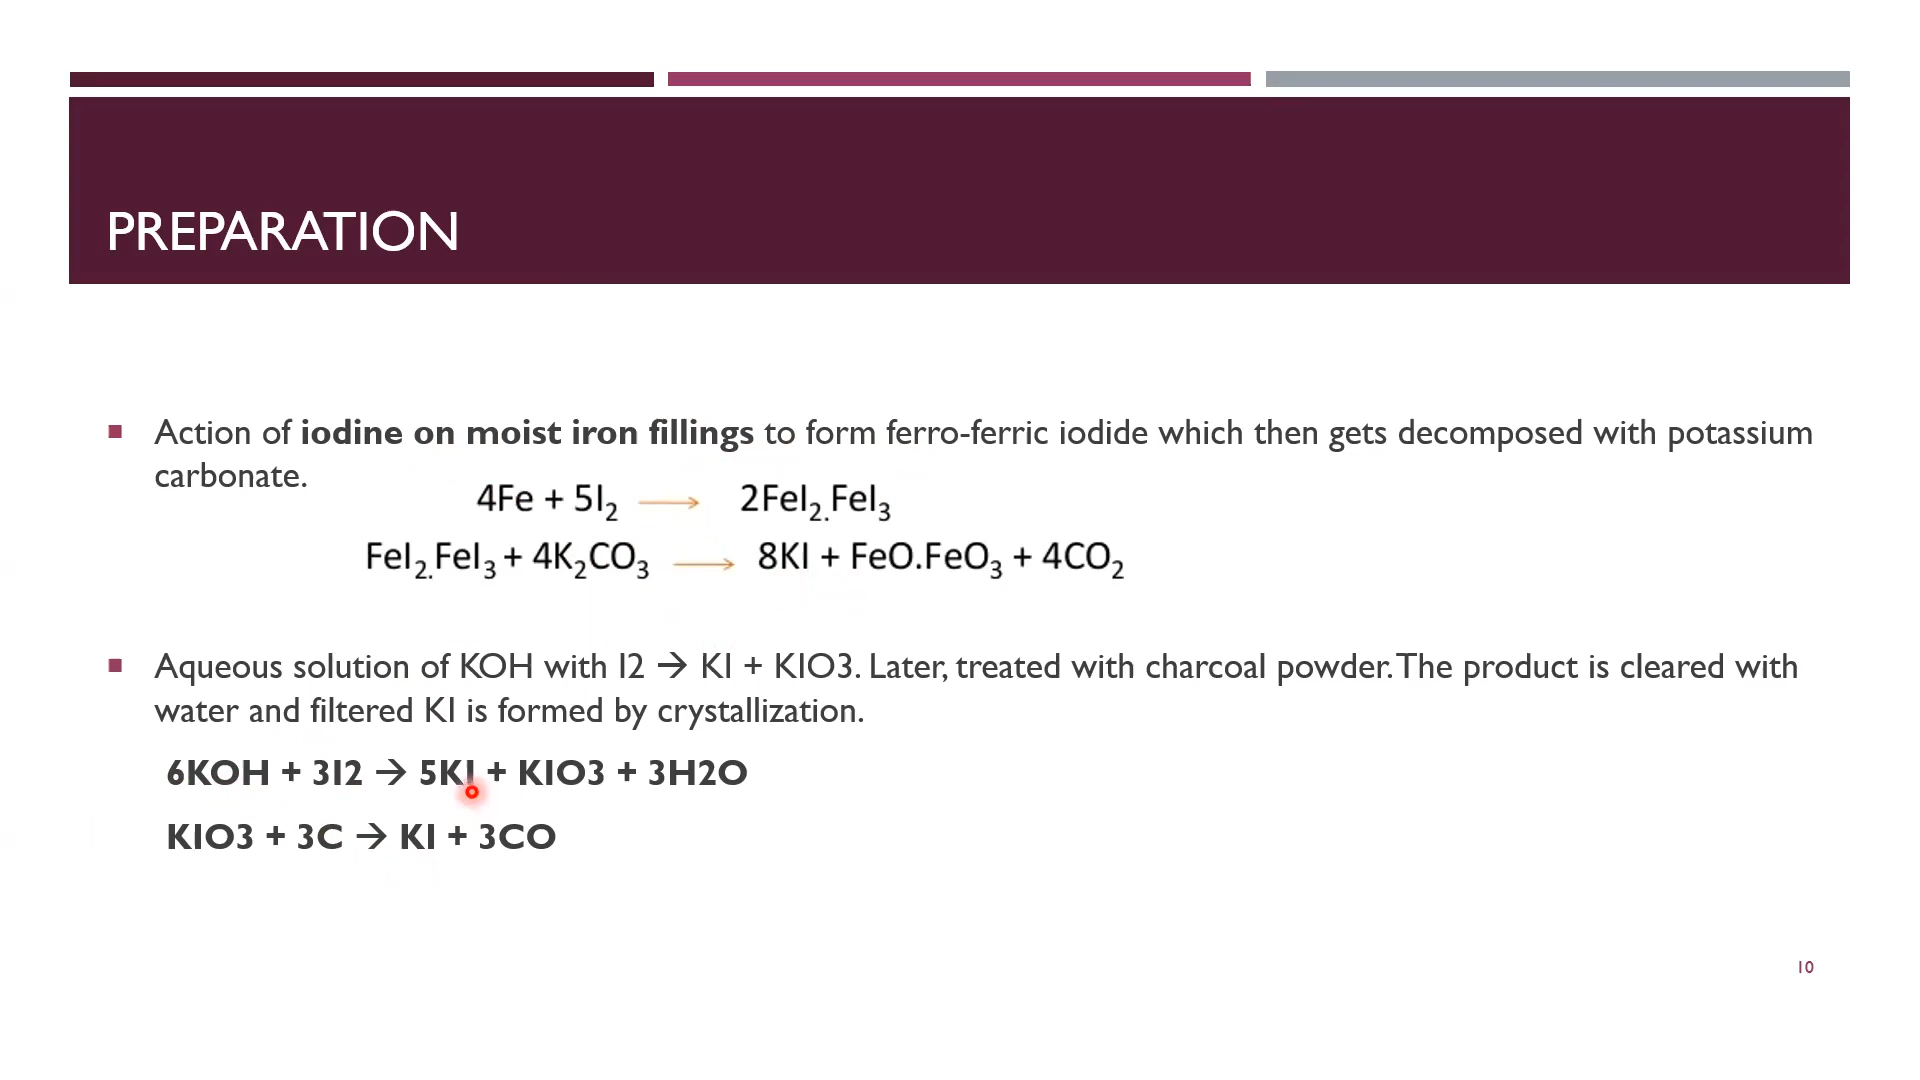 PREPARATION
Action of iodine on moist iron fillings to form ferro-ferric iodide which then gets decomposed with potassium
carbonate.
4Fe + 5I₂ → 2FeI₂.FeI₃
FeI₂.FeI₃ + 4K₂CO₃ → 8KI + FeO.FeO₃ + 4CO₂
Aqueous solution of KOH with I2 → KI + KIO3. Later, treated with charcoal powder. The product is cleared with
water and filtered KI is formed by crystallization.
6KOH + 3I2 → 5KI + KIO3 + 3H2O
KIO3 + 3C → KI + 3CO
10